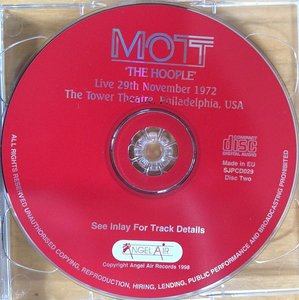 MOTT
'THE HOOPLE'
Live 29th November 1972
The Tower Theatre, Philadelphia, USA
COMPACT
disc
DIGITAL AUDIO
Made in EU
SJPCD029
Disc Two
See Inlay For Track Details
ANGEL AIR
Copyright Angel Air Records 1998
ALL RIGHTS RESERVED UNAUTHORISED COPYING, REPRODUCTION, HIRING, LENDING, PUBLIC PERFORMANCE AND BROADCASTING PROHIBITED